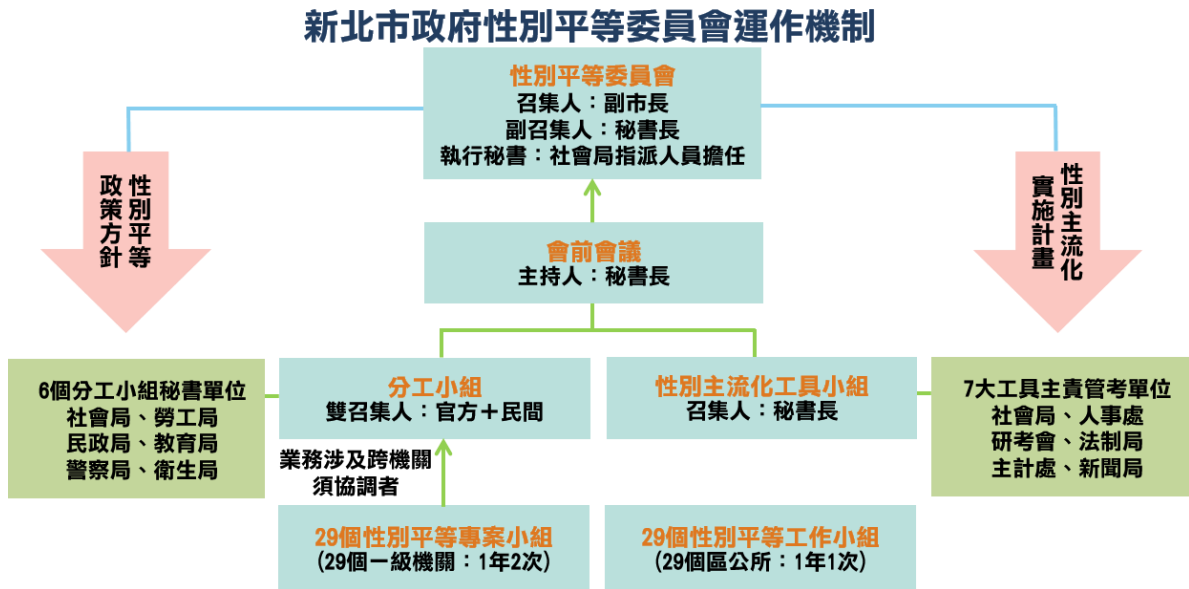 新北市政府性別平等委員會運作機制
性別平等委員會
召集人：副市長
副召集人：秘書長
執行秘書：社會局指派人員擔任
性別平等
政策方針
性別主流化
實施計畫
會前會議
主持人：秘書長
6個分工小組秘書單位
社會局、勞工局
民政局、教育局
警察局、衛生局
分工小組
雙召集人：官方＋民間
性別主流化工具小組
召集人：秘書長
7大工具主責管考單位
社會局、人事處
研考會、法制局
主計處、新聞局
業務涉及跨機關
須協調者
29個性別平等專案小組
(29個一級機關：1年2次)
29個性別平等工作小組
(29個區公所：1年1次)